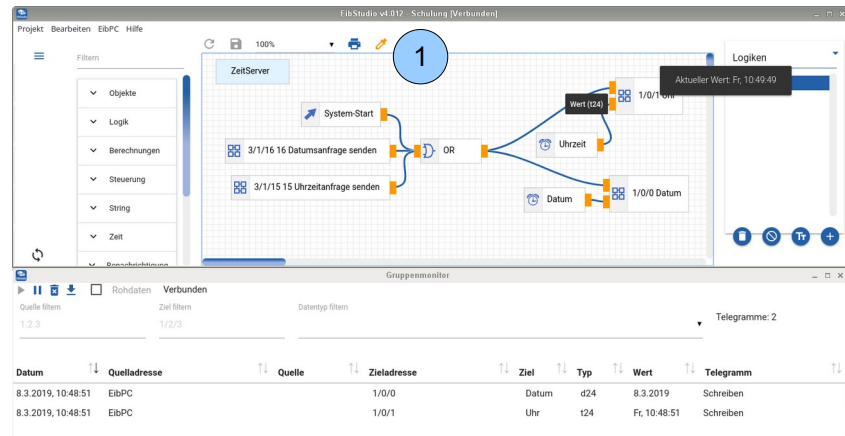 EibStudio v4.012 - Schulung [Verbunden]
Projekt Bearbeiten EibPC Hilfe
Filtern
100%
1
Logiken
Aktueller Wert: Fr, 10:49:49
ZeitServer
Objekte
Logik
Berechnungen
Steuerung
String
Zeit
Benachrichtigung
System-Start
3/1/16 16 Datumsanfrage senden
3/1/15 15 Uhrzeitanfrage senden
OR
Wert (t24)
1/0/1 Uhr
Uhrzeit
Datum
1/0/0 Datum
Gruppenmonitor
Rohdaten Verbunden
Quelle filtern Ziel filtern Datentyp filtern
1.2.3 1/2/3
Telegramme: 2
Datum Quelladresse Quelle Zieladresse Ziel Typ Wert Telegramm
8.3.2019, 10:48:51 EibPC 1/0/0 Datum d24 8.3.2019 Schreiben
8.3.2019, 10:48:51 EibPC 1/0/1 Uhr t24 Fr, 10:48:51 Schreiben